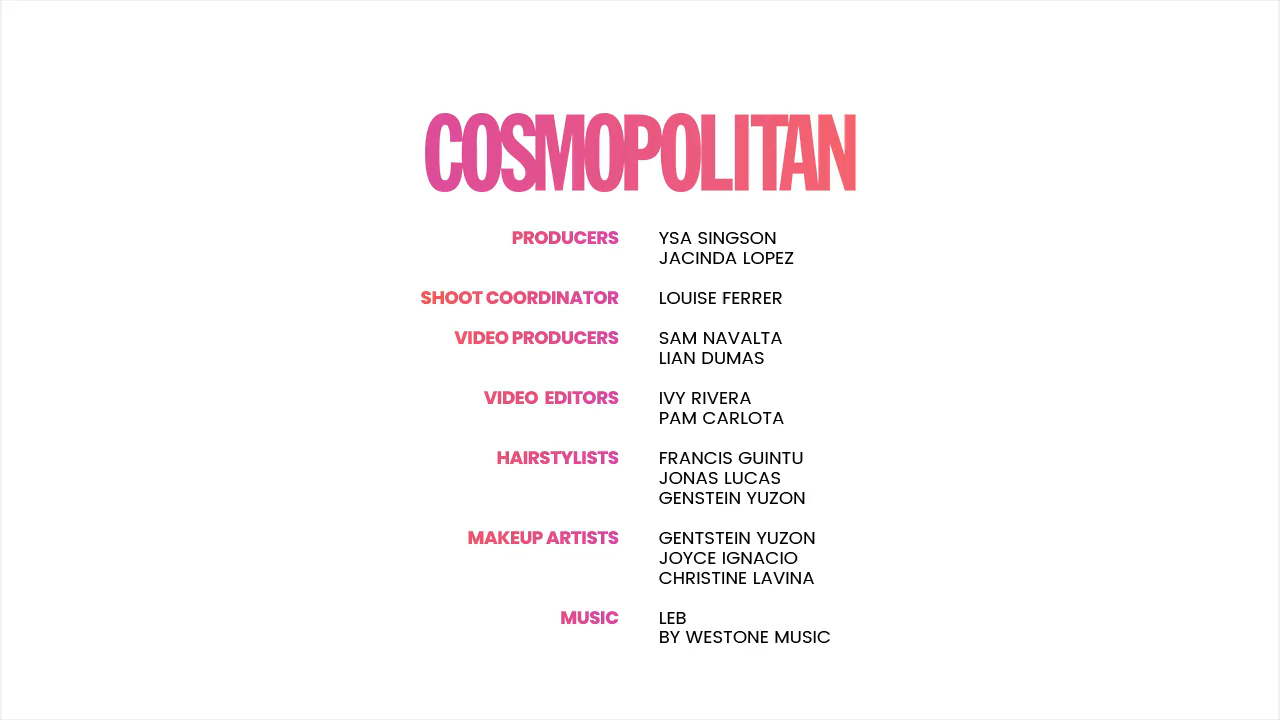 COSMOPOLITAN
PRODUCERS YSA SINGSON
JACINDA LOPEZ
SHOOT COORDINATOR LOUISE FERRER
VIDEO PRODUCERS SAM NAVALTA
LIAN DUMAS
VIDEO EDITORS IVY RIVERA
PAM CARLOTA
HAIRSTYLISTS FRANCIS GUINTU
JONAS LUCAS
GENSTEIN YUZON
MAKEUP ARTISTS GENTSTEIN YUZON
JOYCE IGNACIO
CHRISTINE LAVINA
MUSIC LEB
BY WESTONE MUSIC